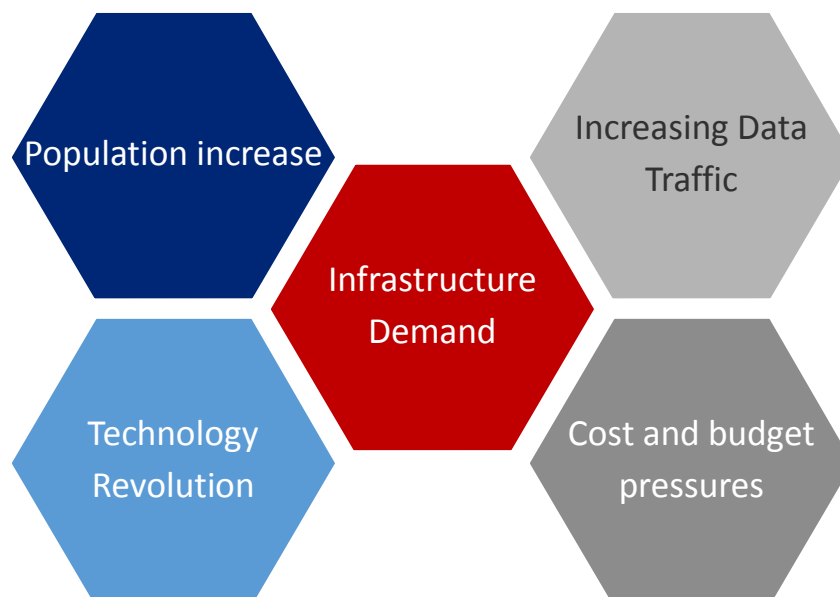 Population increase
Increasing Data
Traffic
Infrastructure
Demand
Technology
Revolution
Cost and budget
pressures